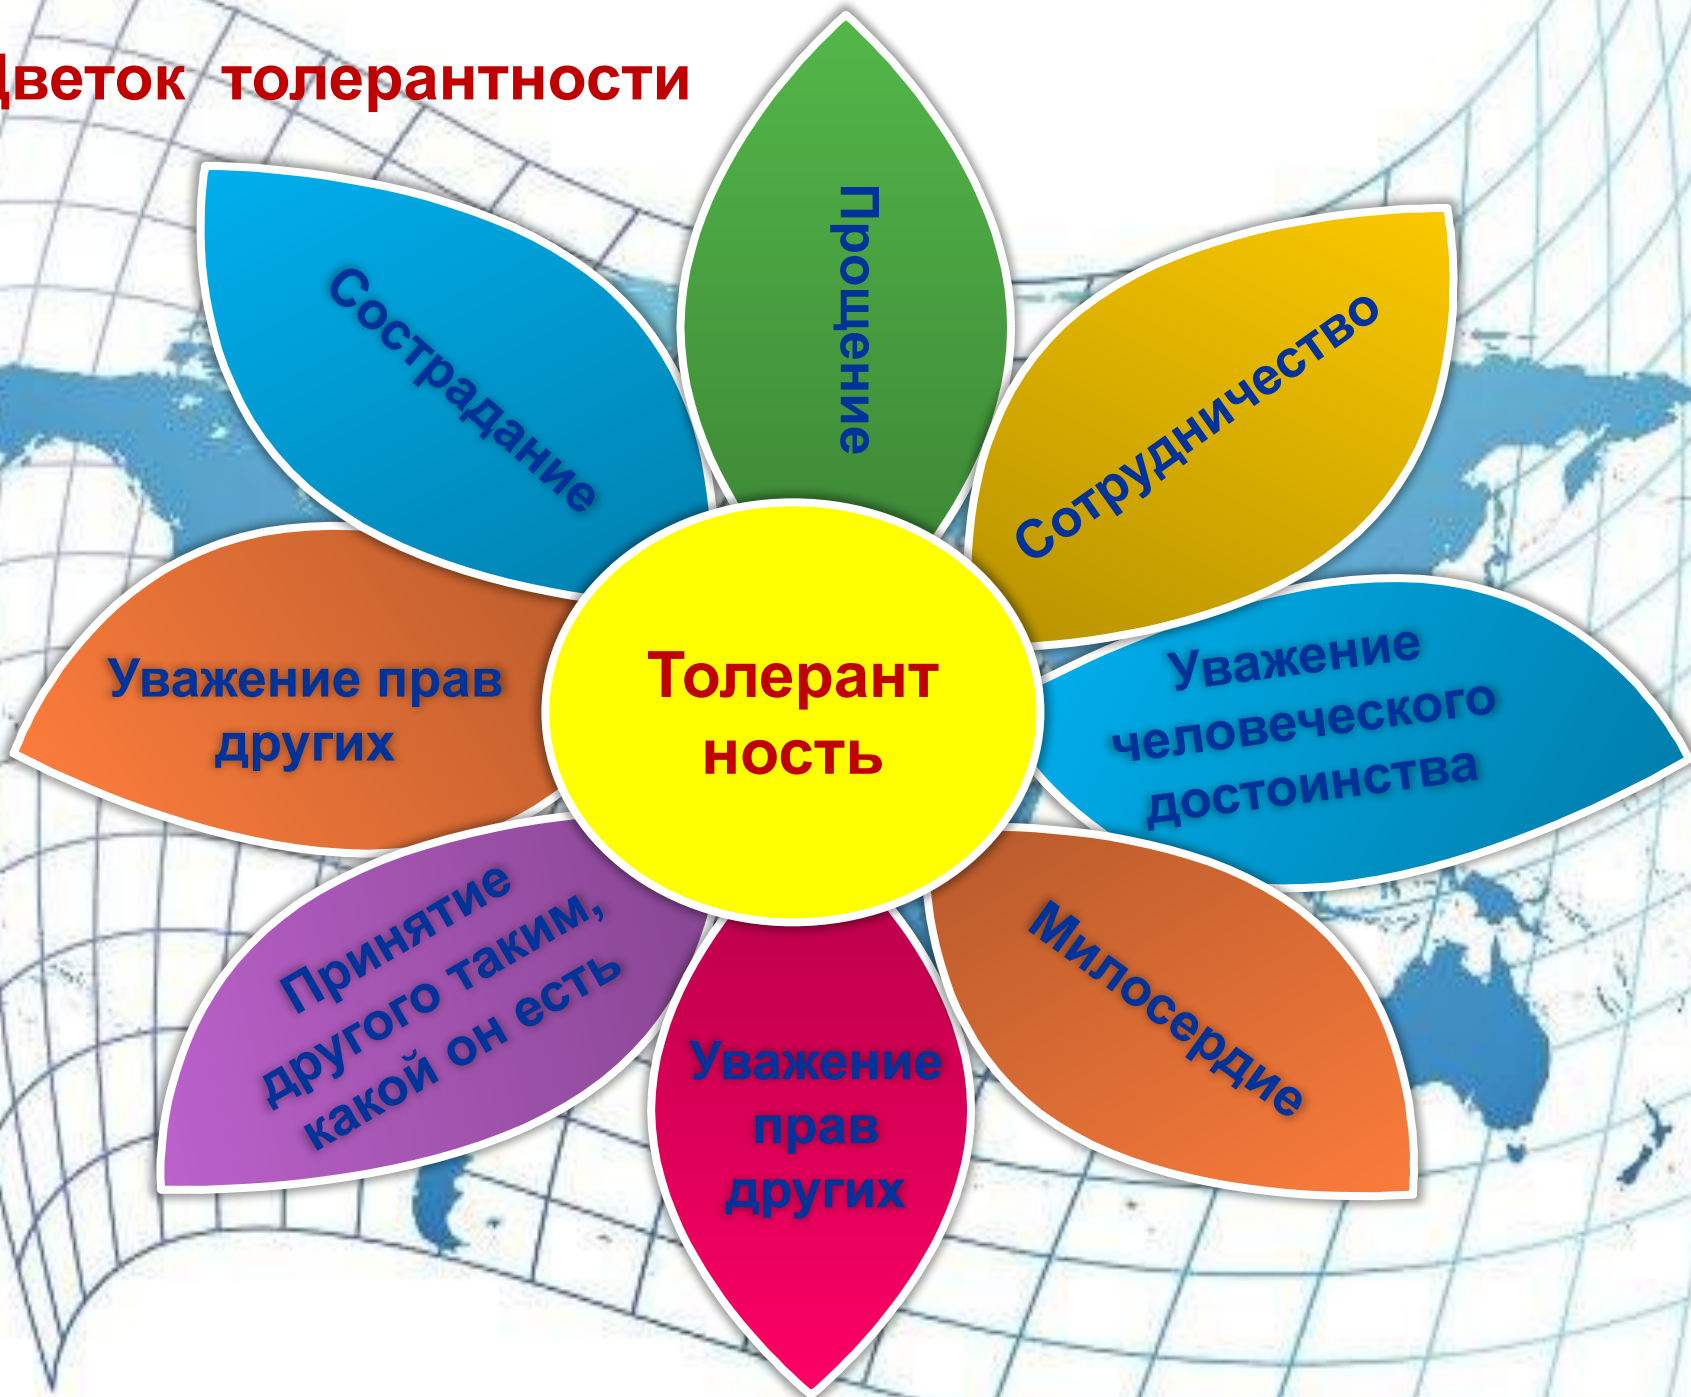 Цветок толерантности
Прощение
Сострадание
Сотрудничество
Уважение прав
других
Толерант
ность
Уважение
человеческого
достоинства
Принятие
другого таким,
какой он есть
Милосердие
Уважение
прав
других